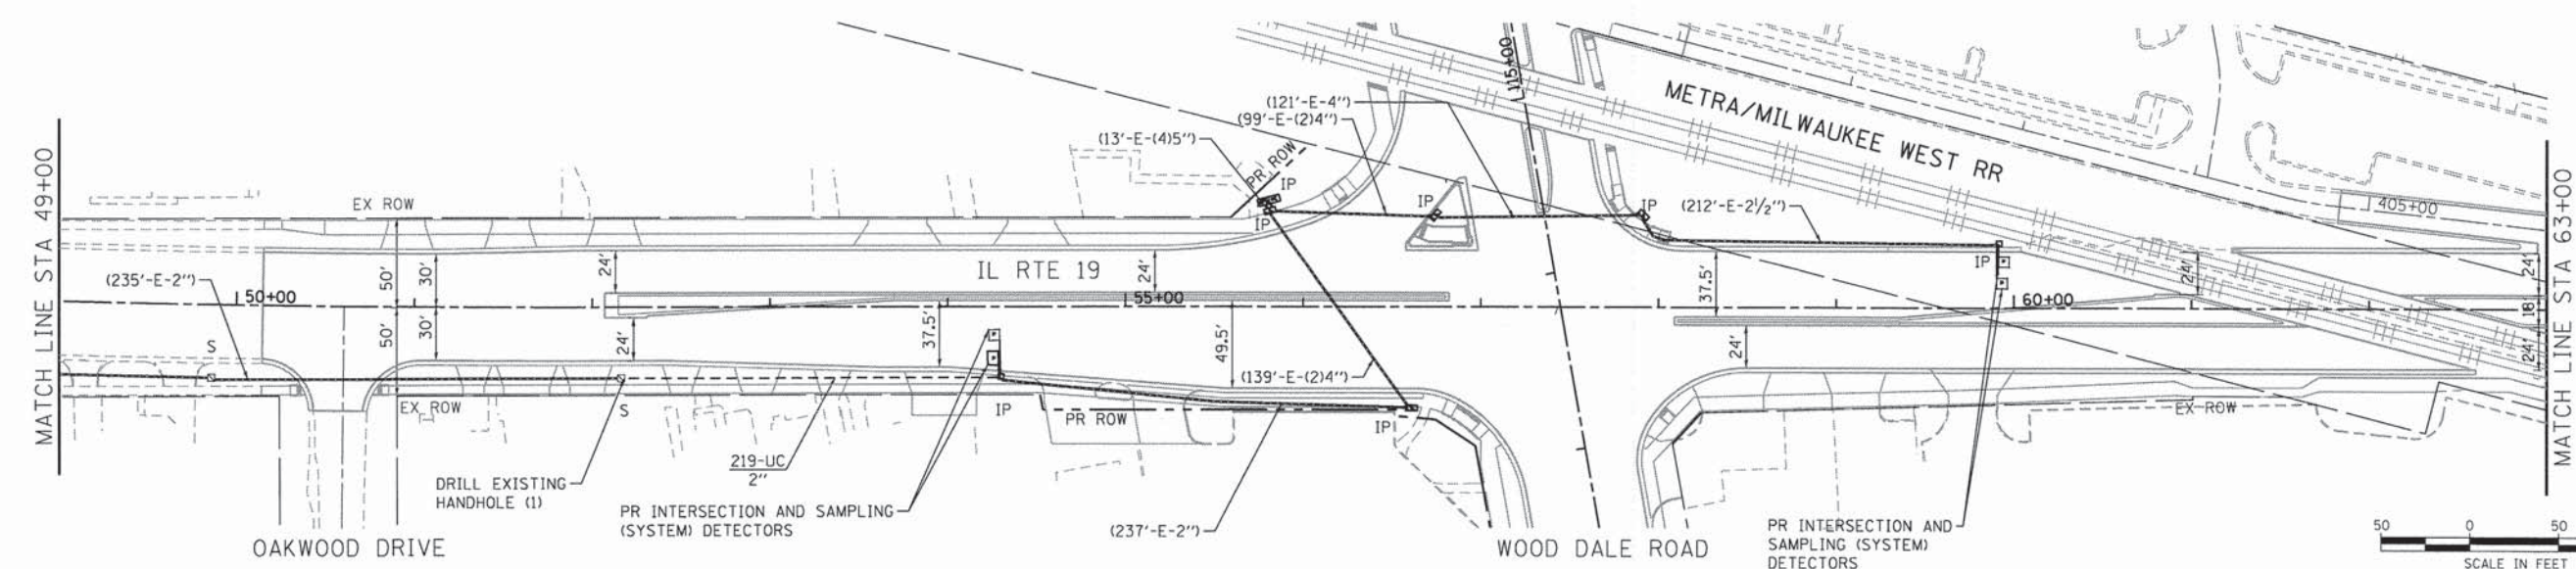 MATCH LINE STA 49+00
EX ROW
(235'-E-2")
50+00
50'
30'
50'
30'
S
24'
24'
EX ROW
S
DRILL EXISTING
HANDHOLE (1)
OAKWOOD DRIVE
219-UC
2"
PR INTERSECTION AND SAMPLING
(SYSTEM) DETECTORS
IL RTE 19
24'
55+00
37.5'
49.5'
IP
PR ROW
(237'-E-2")
(139'-E-(2)4")
IP
(13'-E-(4)5")
(99'-E-(2)4")
(121'-E-4")
PR ROW
IP
IP
IP
IP
115+00
METRA/MILWAUKEE WEST RR
(212'-E-2½")
37.5'
24'
IP
60+00
24'
405+00
24'
18'
24'
EX ROW
WOOD DALE ROAD
PR INTERSECTION AND
SAMPLING (SYSTEM)
DETECTORS
MATCH LINE STA 63+00
50 0 50
SCALE IN FEET